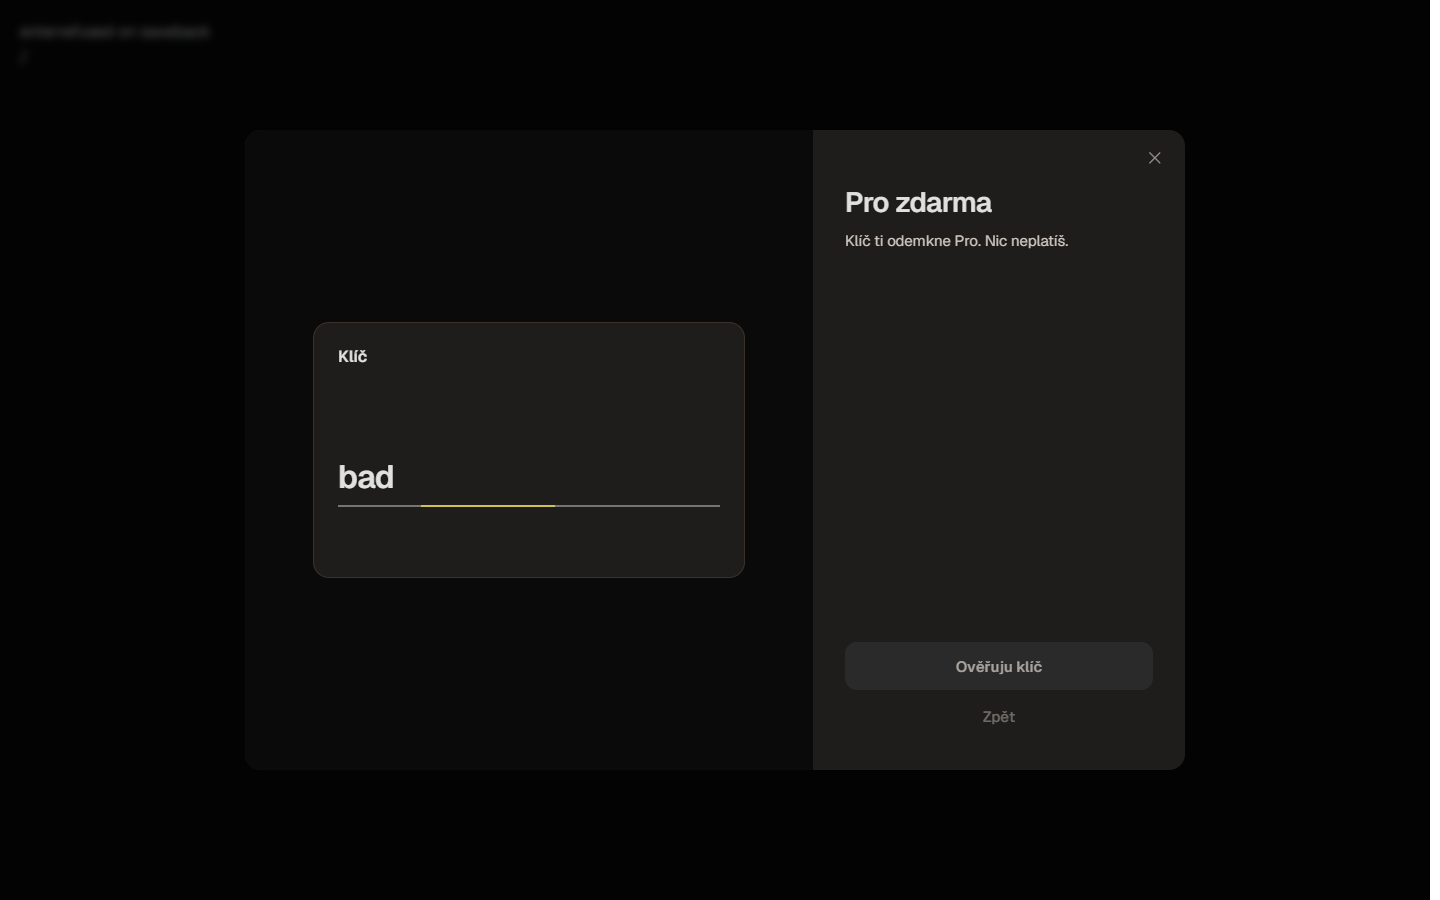 Pro zdarma
Klíč ti odemkne Pro. Nic neplatíš.
Klíč
bad
Ověřuju klíč
Zpět